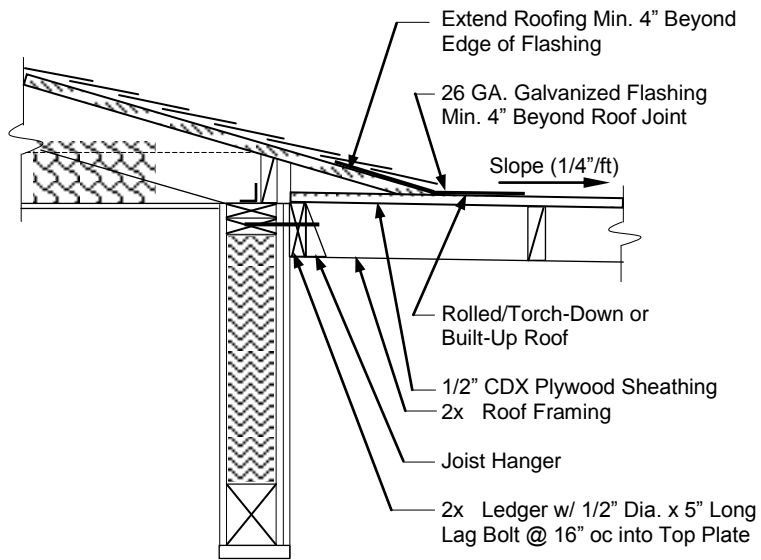 Extend Roofing Min. 4” Beyond
Edge of Flashing
26 GA. Galvanized Flashing
Min. 4” Beyond Roof Joint
Slope (1/4”/ft)
Rolled/Torch-Down or
Built-Up Roof
1/2” CDX Plywood Sheathing
2x   Roof Framing
Joist Hanger
2x   Ledger w/ 1/2” Dia. x 5” Long
Lag Bolt @ 16” oc into Top Plate